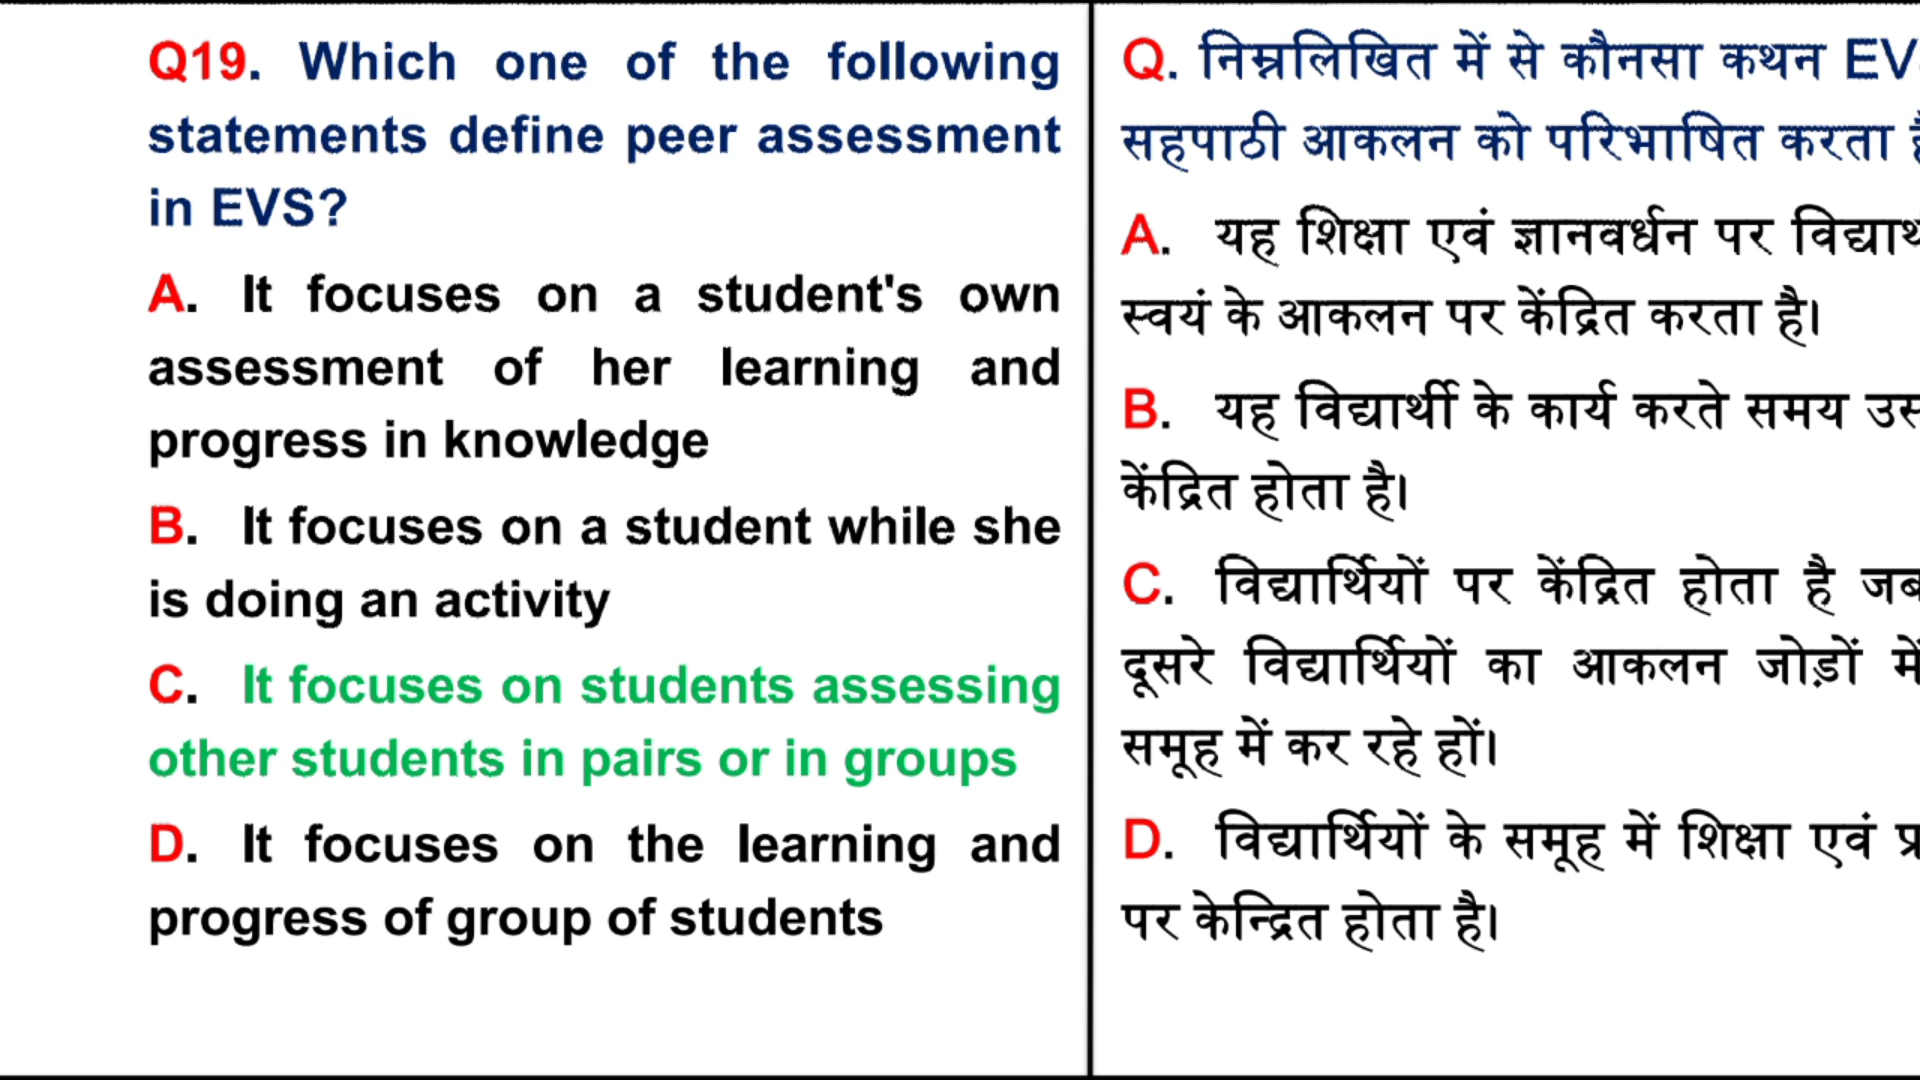 Q19. Which one of the following
statements define peer assessment
in EVS?
A. It focuses on a student's own
assessment of her learning and
progress in knowledge
B. It focuses on a student while she
is doing an activity
C. It focuses on students assessing
other students in pairs or in groups
D. It focuses on the learning and
progress of group of students
Q. निम्नलिखित में से कौनसा कथन
सहपाठी आकलन को परिभाषित करता
A. यह शिक्षा एवं ज्ञानवर्धन पर
स्वयं के आकलन पर केंद्रित करता है।
B. यह विद्यार्थी के कार्य करते समय
केंद्रित होता है।
C. विद्यार्थियों पर केंद्रित होता है जब
दूसरे विद्यार्थियों का आकलन जोड़ों में
समूह में कर रहे हों।
D. विद्यार्थियों के समूह में शिक्षा एवं
पर केन्द्रित होता है।